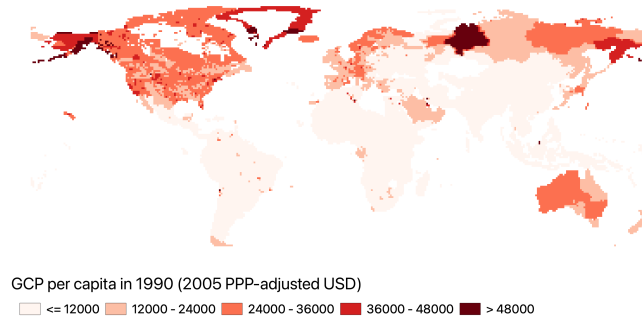 GCP per capita in 1990 (2005 PPP-adjusted USD)
<= 12000 12000 - 24000 24000 - 36000 36000 - 48000 > 48000